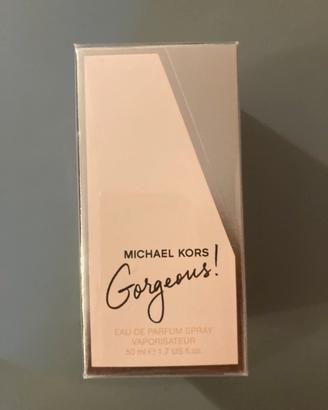 MICHAEL KORS
Gorgeous!
EAU DE PARFUM SPRAY
VAPORISATEUR
50 ml ℮ 1.7 US fl. oz.